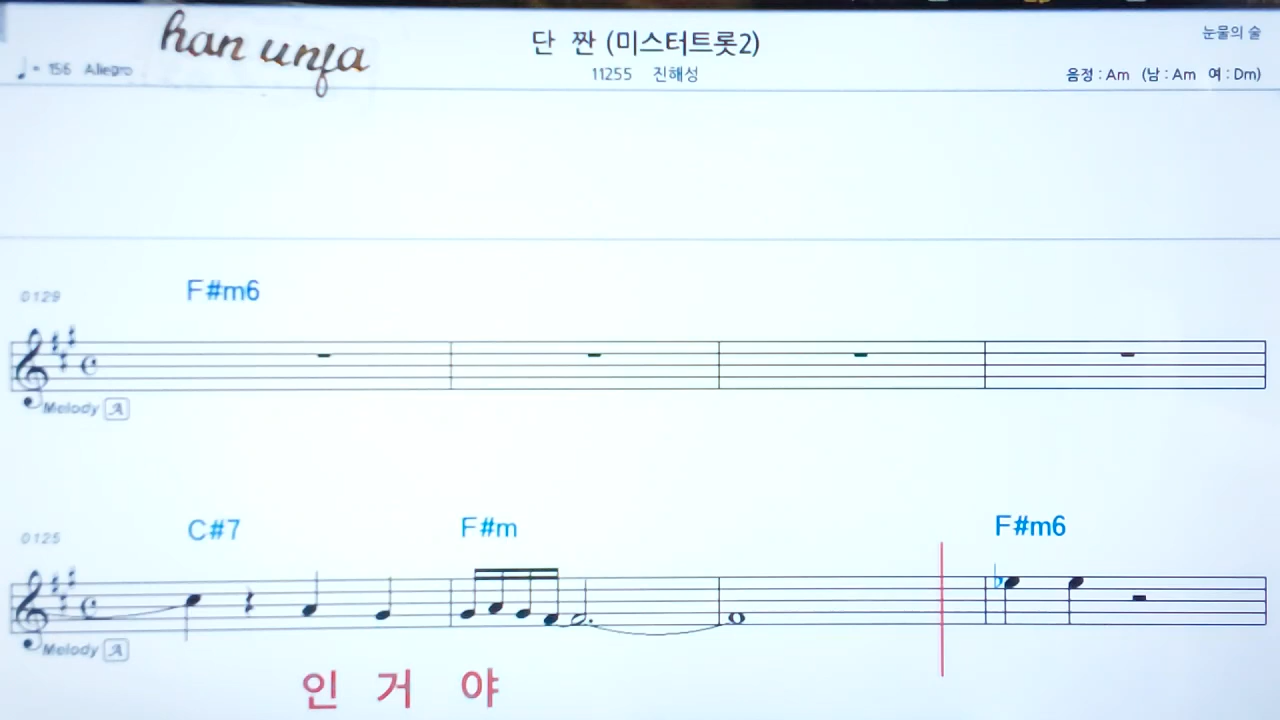 han unfa
단 짠 (미스터트롯2)
눈물의 술
♩= 156 Allegro
11255 진해성
음정 : Am (남 : Am 여 : Dm)
0129 F#m6
Melody A
0125 C#7 F#m F#m6
Melody A
인 거 야